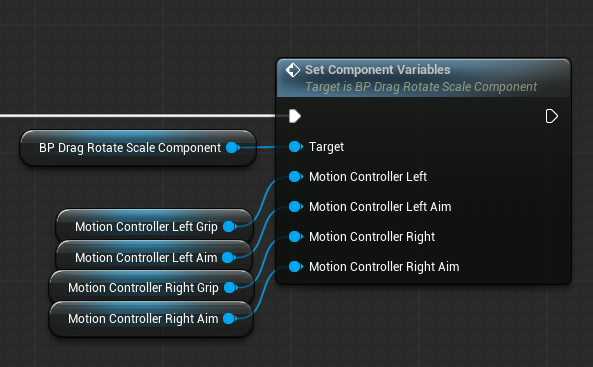 Set Component Variables
Target is BP Drag Rotate Scale Component
BP Drag Rotate Scale Component
Target
Motion Controller Left
Motion Controller Left Aim
Motion Controller Right
Motion Controller Right Aim
Motion Controller Left Grip
Motion Controller Left Aim
Motion Controller Right Grip
Motion Controller Right Aim